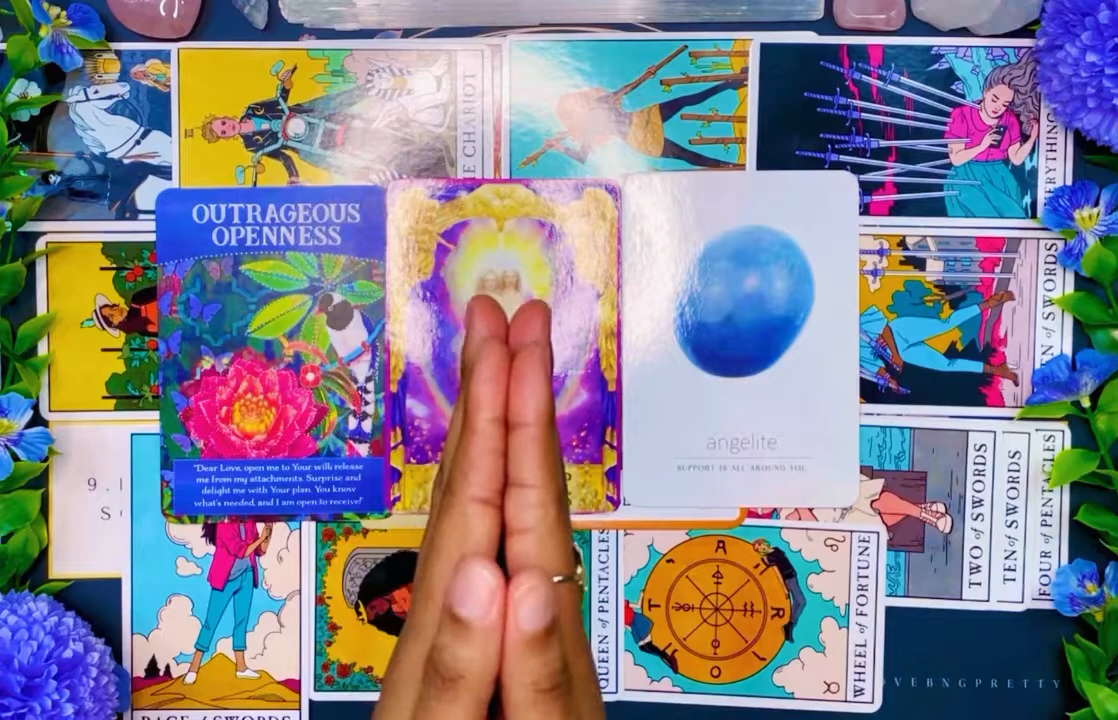 THE CHARIOT
EVERYTHING
OUTRAGEOUS
OPENNESS
"Dear Love, open me to Your will; release
me from my attachments. Surprise and
delight me with Your plan. You know
what's needed, and I am open to receive!"
angelite
SUPPORT IS ALL AROUND YOU.
of SWORDS
TWO of SWORDS
TEN of SWORDS
FOUR of PENTACLES
9.
PAGE of SWORDS
QUEEN of PENTACLES
A
R
O
T
WHEEL of FORTUNE
OVEBNGPRETTY